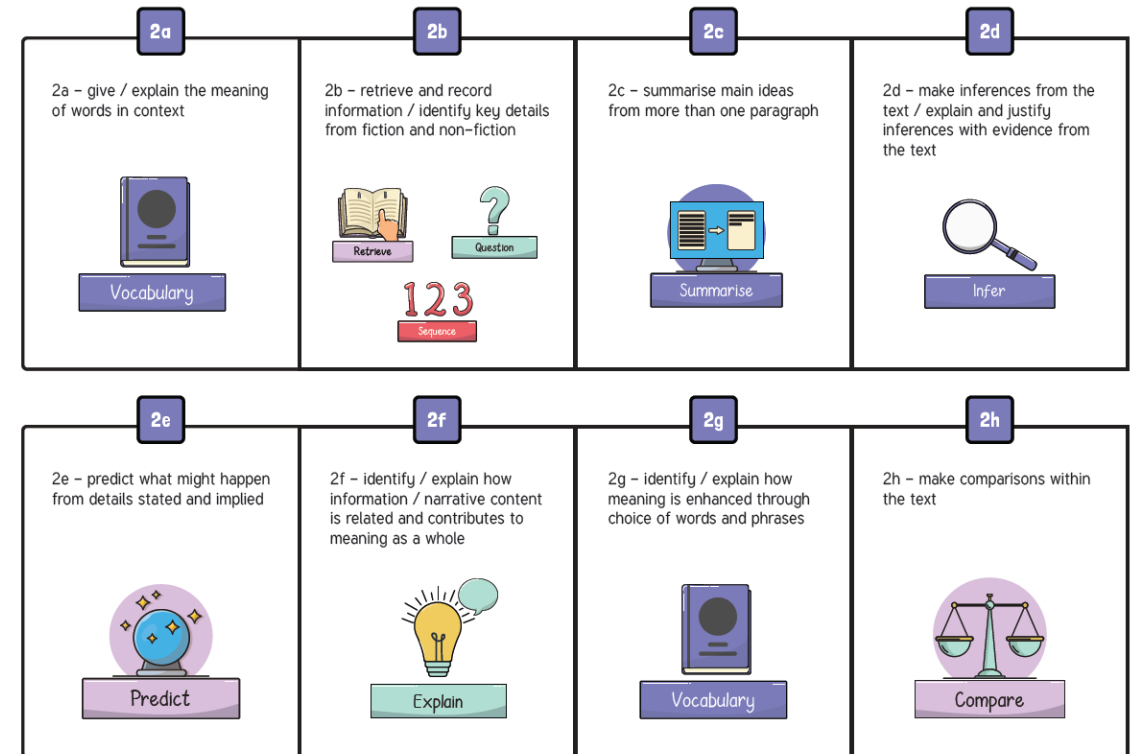 2a
2b
2c
2d
2a – give / explain the meaning
of words in context
2b – retrieve and record
information / identify key details
from fiction and non-fiction
2c – summarise main ideas
from more than one paragraph
2d – make inferences from the
text / explain and justify
inferences with evidence from
the text
Retrieve
Question
Vocabulary
Summarise
Infer
123
Sequence
2e
2f
2g
2h
2e – predict what might happen
from details stated and implied
2f – identify / explain how
information / narrative content
is related and contributes to
meaning as a whole
2g – identify / explain how
meaning is enhanced through
choice of words and phrases
2h – make comparisons within
the text
Predict
Explain
Vocabulary
Compare